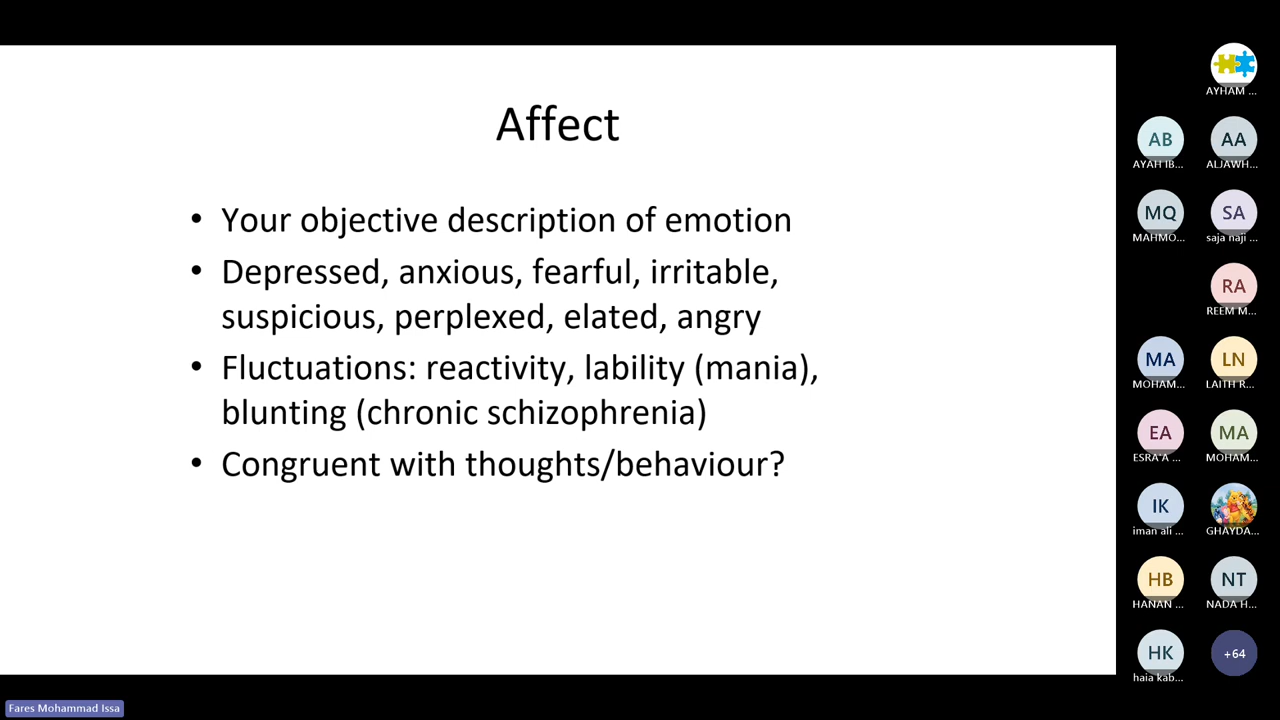 Affect
• Your objective description of emotion
• Depressed, anxious, fearful, irritable,
suspicious, perplexed, elated, angry
• Fluctuations: reactivity, lability (mania),
blunting (chronic schizophrenia)
• Congruent with thoughts/behaviour?
AYHAM ...
AB
AYAH IB...
AA
ALJAWH...
MQ
MAHMO...
SA
saja naji ...
RA
REEM M...
MA
MOHAM...
LN
LAITH R...
EA
ESRA'A ...
MA
MOHAM...
IK
iman ali ...
GHAYDA...
HB
HANAN ...
NT
NADA H...
HK
haia kab...
+64
Fares Mohammad Issa